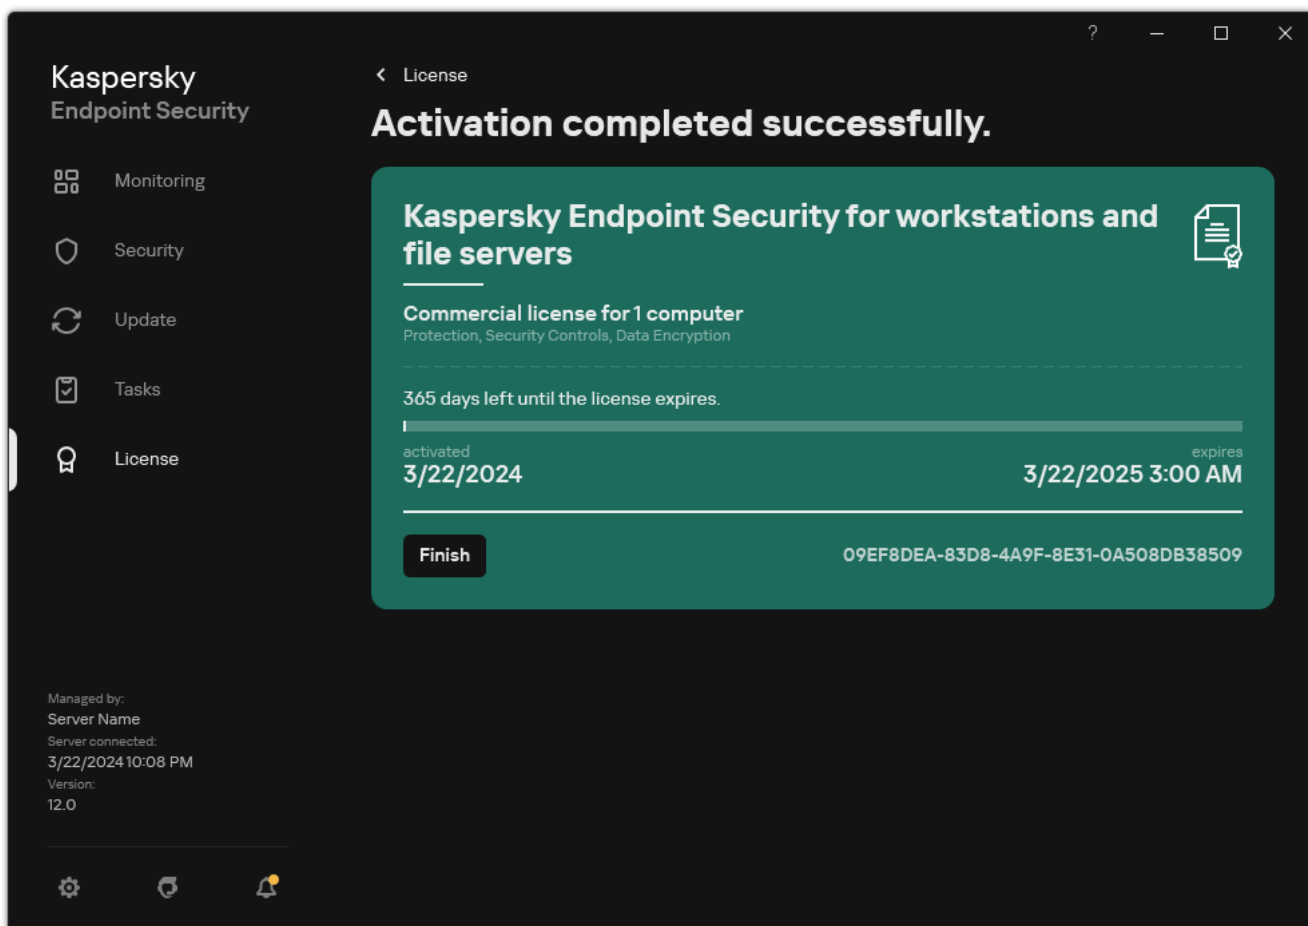 ?
Kaspersky
Endpoint Security
Monitoring
Security
Update
Tasks
License
Managed by:
Server Name
Server connected:
3/22/2024 10:08 PM
Version:
12.0
License
Activation completed successfully.
Kaspersky Endpoint Security for workstations and
file servers
Commercial license for 1 computer
Protection, Security Controls, Data Encryption
365 days left until the license expires.
activated
3/22/2024
expires
3/22/2025 3:00 AM
Finish
09EF8DEA-83D8-4A9F-8E31-0A508DB38509